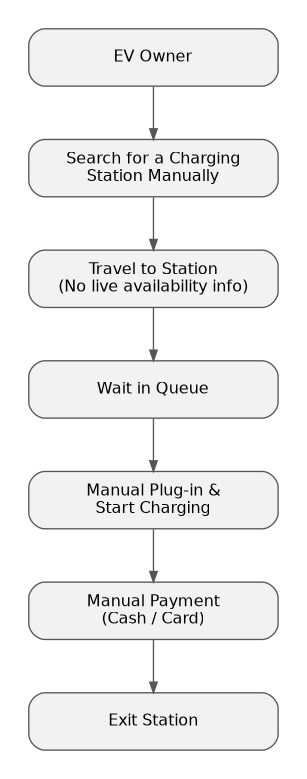 EV Owner
Search for a Charging
Station Manually
Travel to Station
(No live availability info)
Wait in Queue
Manual Plug-in &
Start Charging
Manual Payment
(Cash / Card)
Exit Station